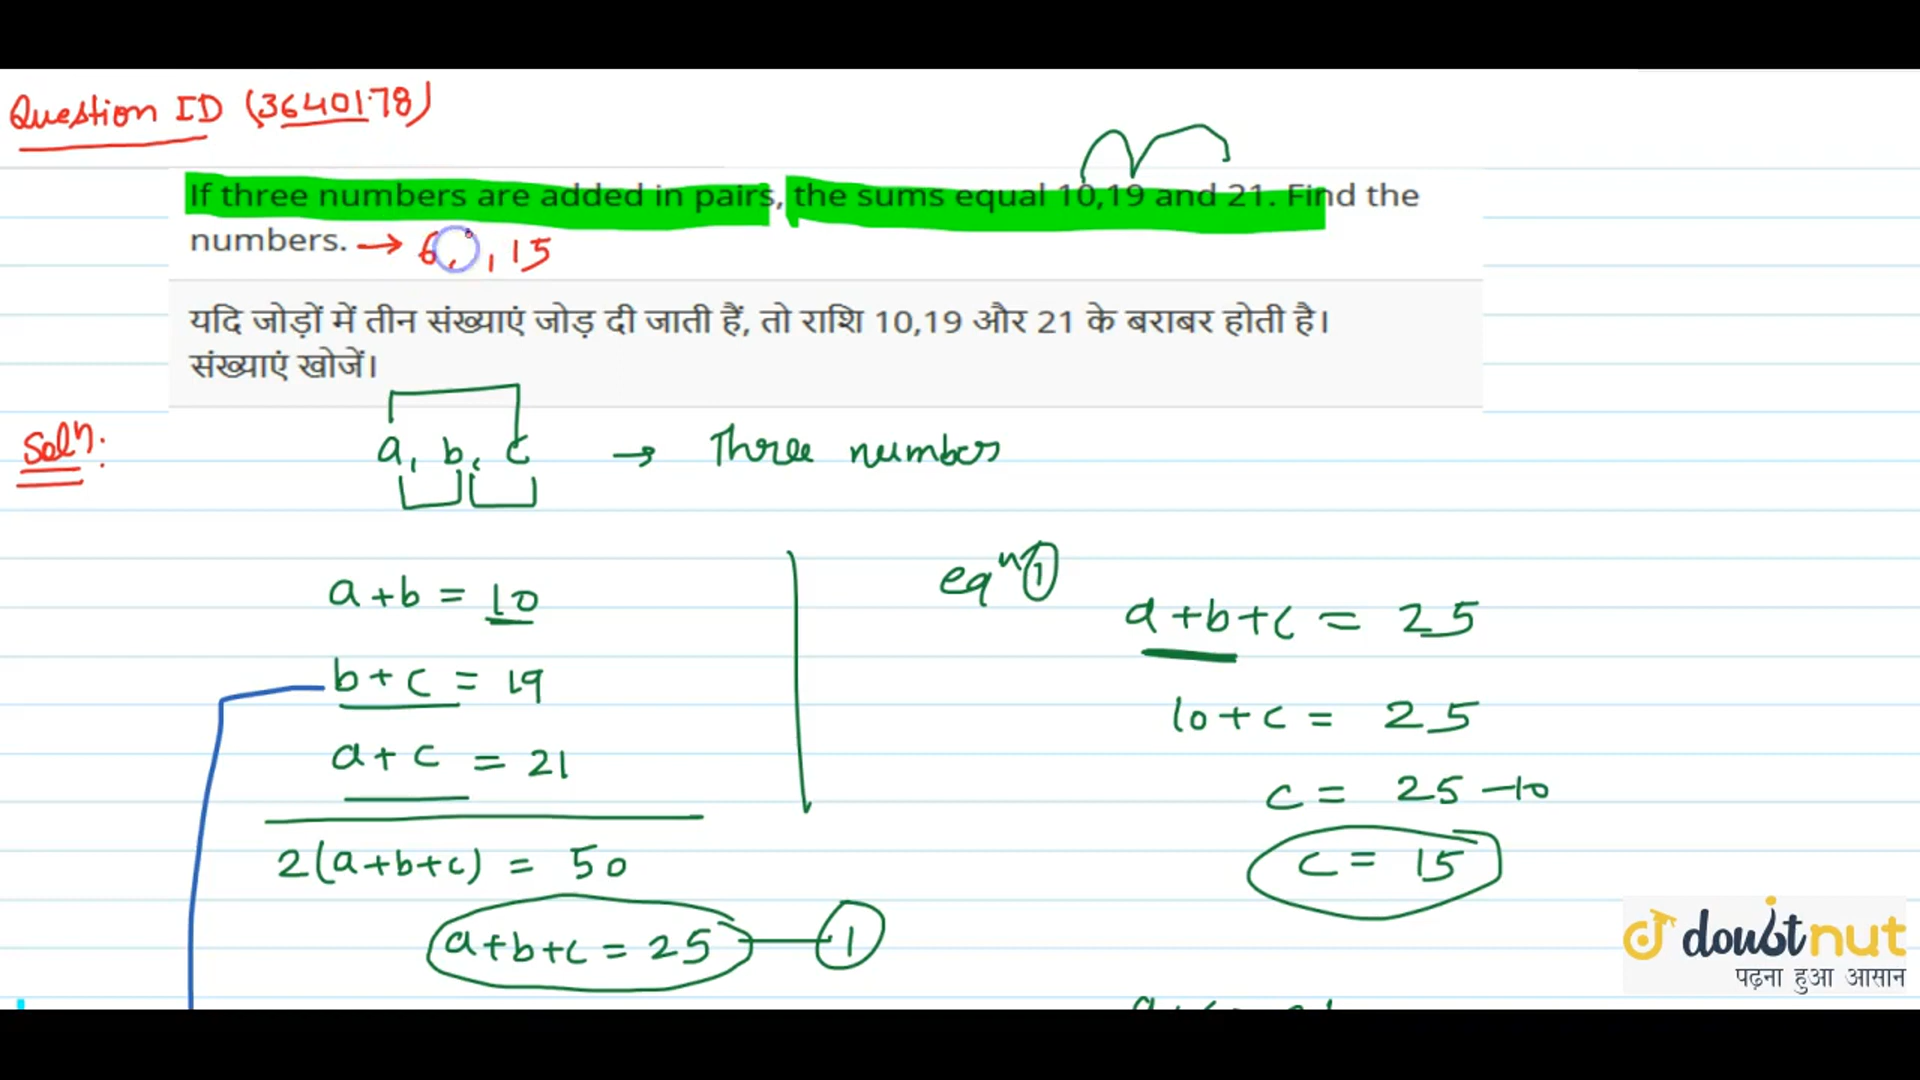 Question ID (3640178)
If three numbers are added in pairs, the sums equal 10,19 and 21. Find the
numbers. → 6, , 15
यदि जोड़ों में तीन संख्याएं जोड़ दी जाती हैं, तो राशि 10,19 और 21 के बराबर होती है।
संख्याएं खोजें।
Solⁿ:
a, b, c → Three number
a+b = 10
b+c = 19
a+c = 21
2(a+b+c) = 50
a+b+c = 25 — 1
eqⁿ 1
a+b+c = 25
10+c = 25
c = 25-10
c = 15
doubtnut
पढ़ना हुआ आसान